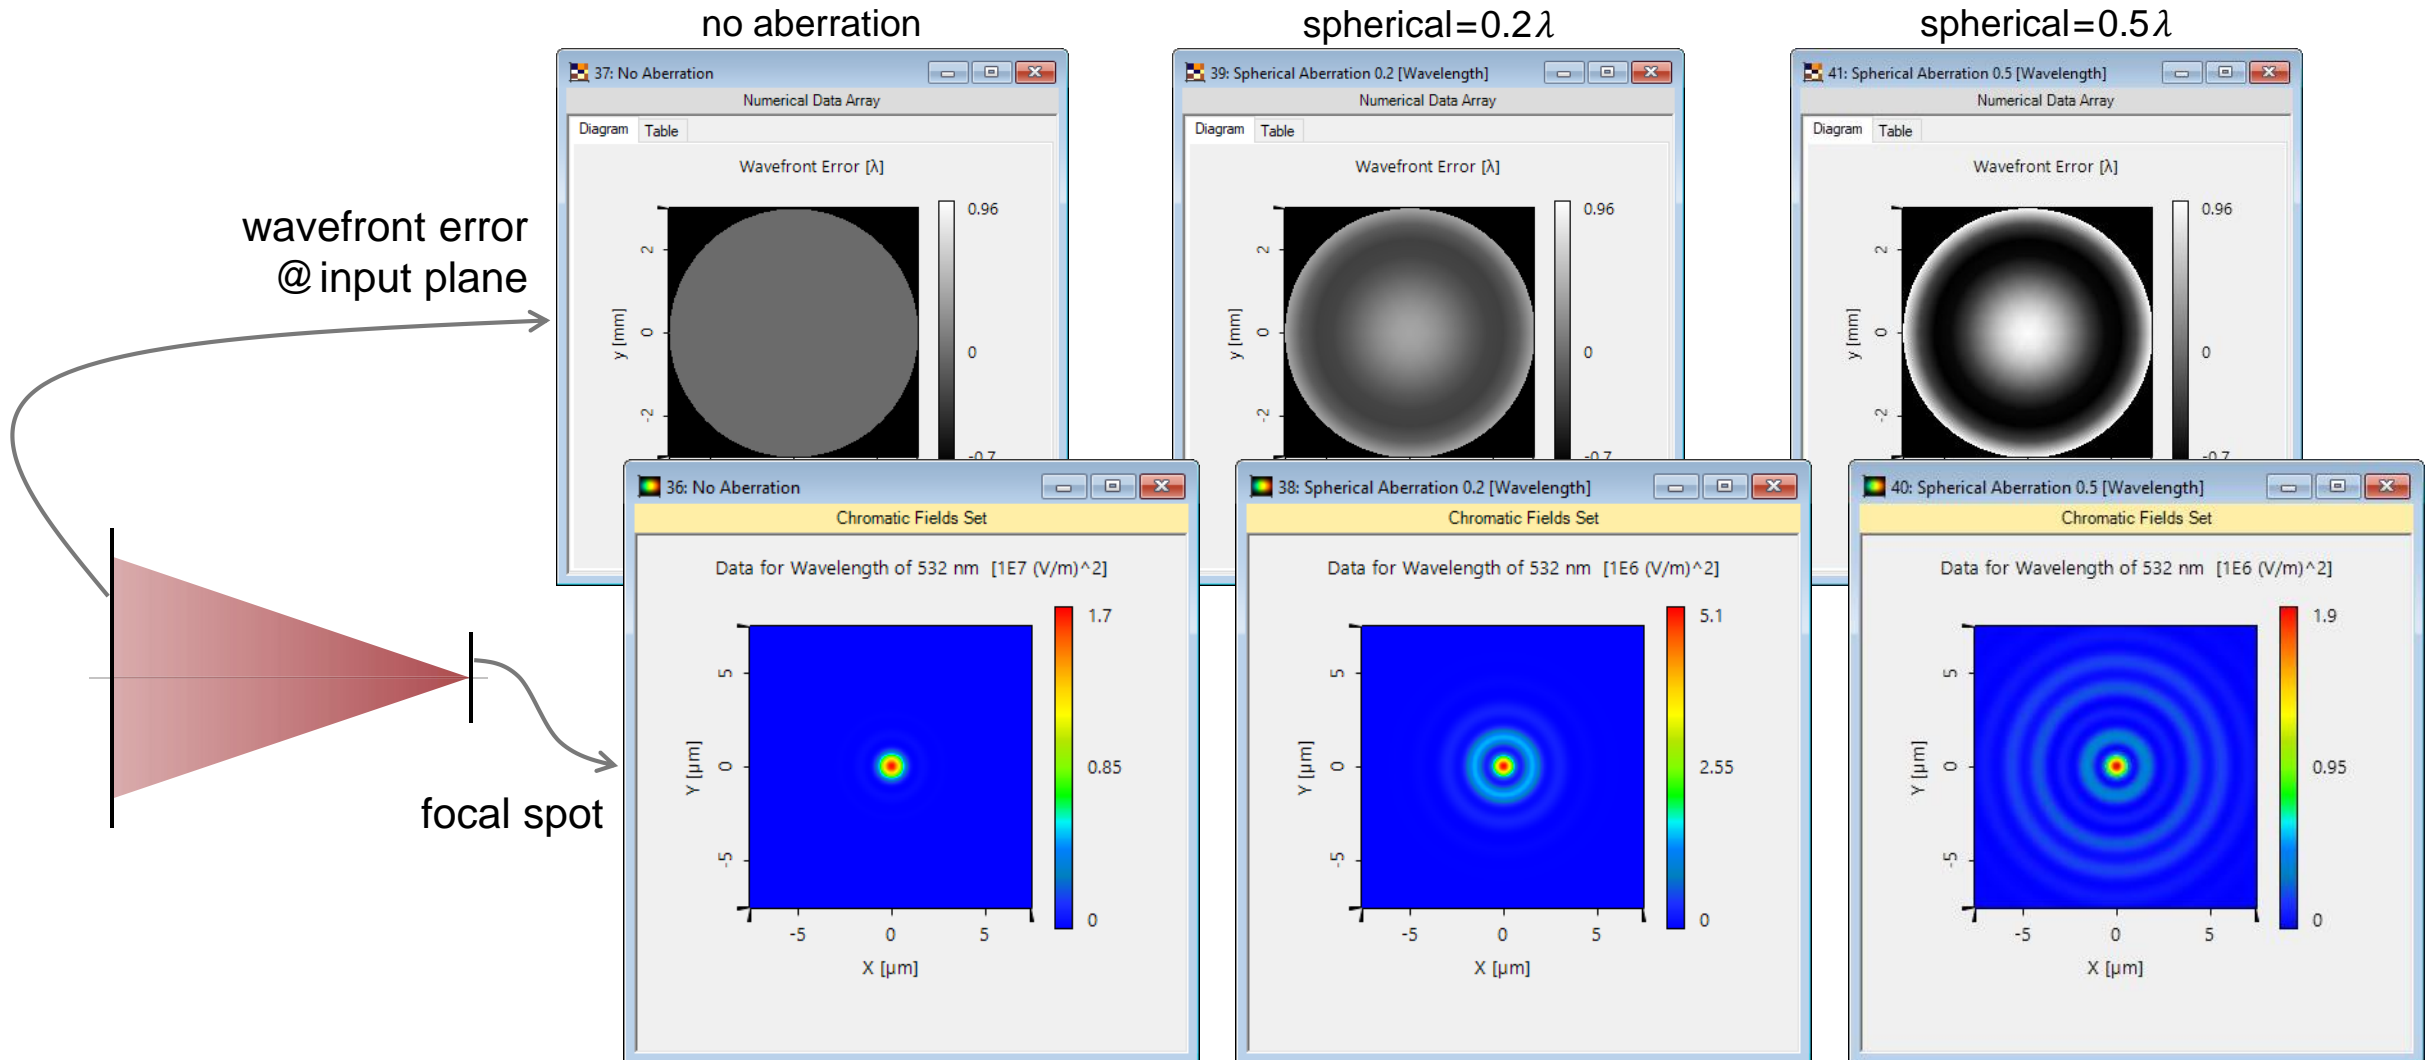 no aberration
spherical=0.2λ
spherical=0.5λ
37: No Aberration
Numerical Data Array
Diagram Table
Wavefront Error [λ]
0.96
0
-0.7
y [mm]
2
0
-2
39: Spherical Aberration 0.2 [Wavelength]
Numerical Data Array
Diagram Table
Wavefront Error [λ]
0.96
0
-0.7
y [mm]
2
0
-2
41: Spherical Aberration 0.5 [Wavelength]
Numerical Data Array
Diagram Table
Wavefront Error [λ]
0.96
0
-0.7
y [mm]
2
0
-2
wavefront error
@ input plane
focal spot
36: No Aberration
Chromatic Fields Set
Data for Wavelength of 532 nm [1E7 (V/m)^2]
1.7
0.85
0
Y [µm]
5
0
-5
-5 0 5
X [µm]
38: Spherical Aberration 0.2 [Wavelength]
Chromatic Fields Set
Data for Wavelength of 532 nm [1E6 (V/m)^2]
5.1
2.55
0
Y [µm]
5
0
-5
-5 0 5
X [µm]
40: Spherical Aberration 0.5 [Wavelength]
Chromatic Fields Set
Data for Wavelength of 532 nm [1E6 (V/m)^2]
1.9
0.95
0
Y [µm]
5
0
-5
-5 0 5
X [µm]